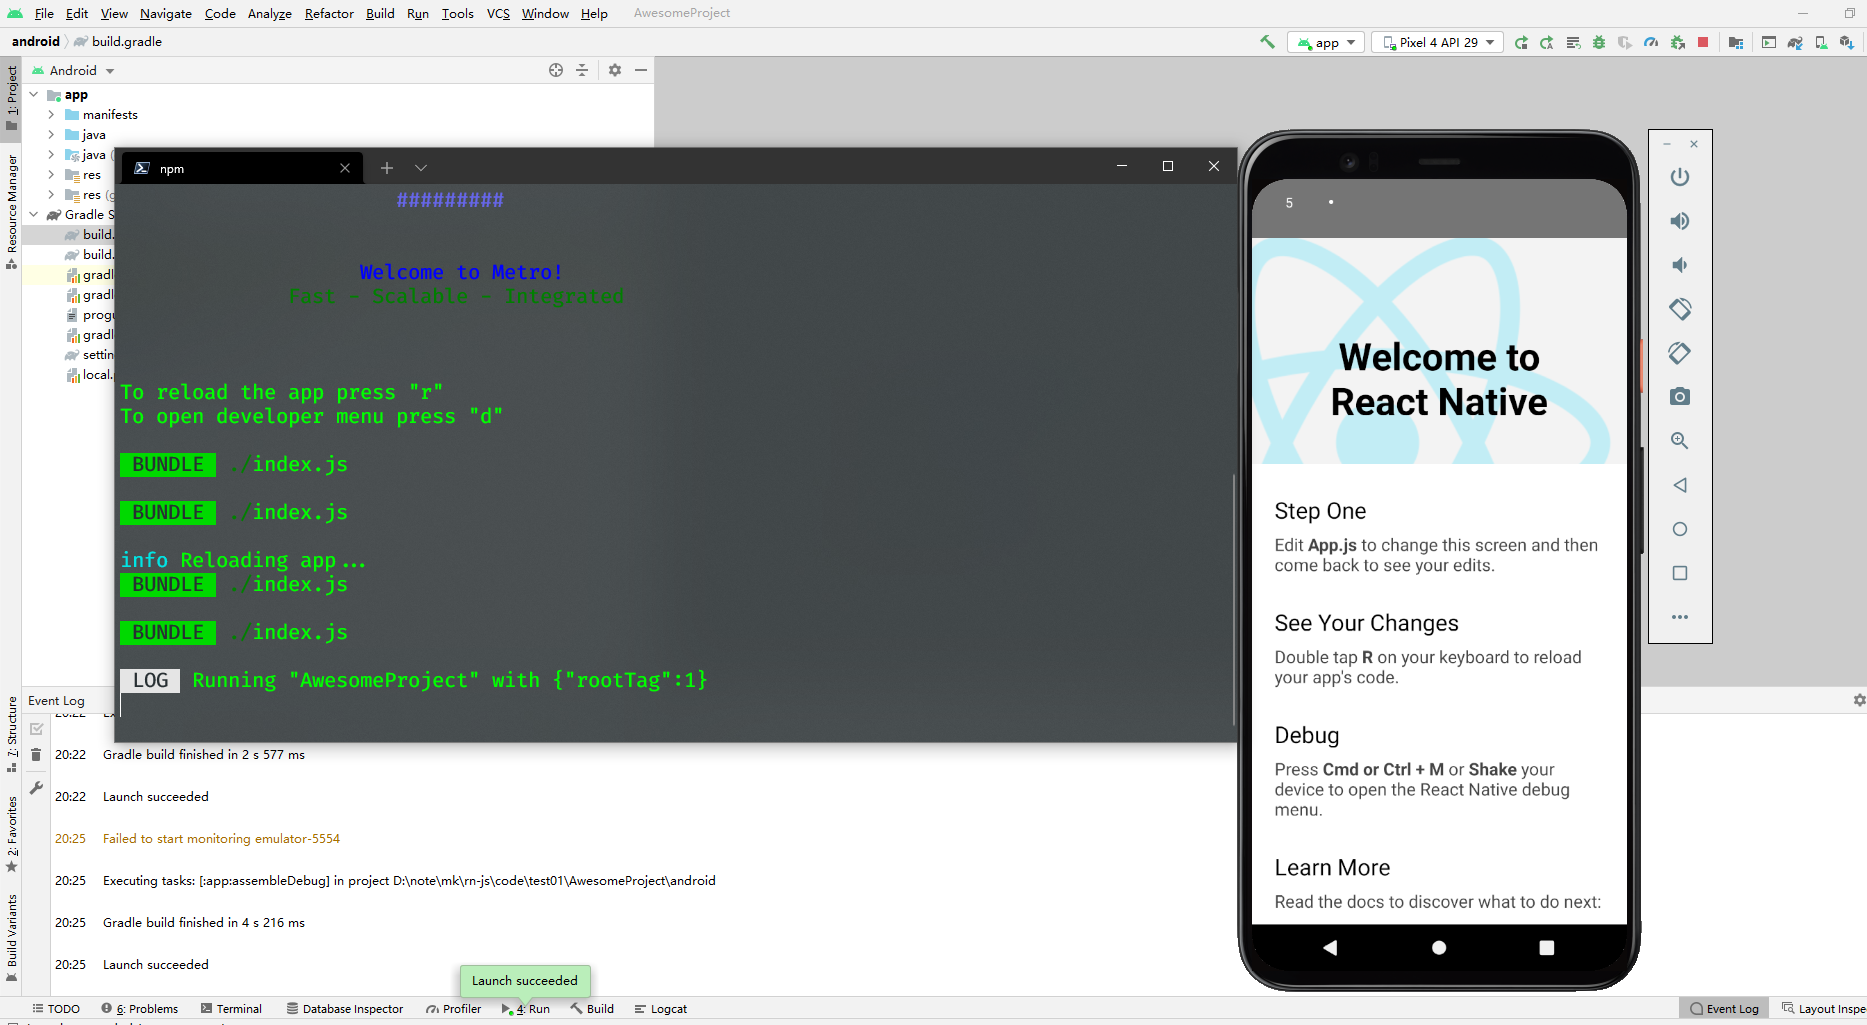 File Edit View Navigate Code Analyze Refactor Build Run Tools VCS Window Help AwesomeProject
android build.gradle app Pixel 4 API 29
Android
1: Project
Resource Manager
app
manifests
java
java (
res
res (g
Gradle S
build.
build.
gradl
gradl
progu
gradl
settin
local.p
npm
#########
Welcome to Metro!
Fast - Scalable - Integrated
To reload the app press "r"
To open developer menu press "d"
BUNDLE ./index.js
BUNDLE ./index.js
info Reloading app...
BUNDLE ./index.js
BUNDLE ./index.js
LOG Running "AwesomeProject" with {"rootTag":1}
5
Welcome to
React Native
Step One
Edit App.js to change this screen and then
come back to see your edits.
See Your Changes
Double tap R on your keyboard to reload
your app's code.
Debug
Press Cmd or Ctrl + M or Shake your
device to open the React Native debug
menu.
Learn More
Read the docs to discover what to do next:
7: Structure
2: Favorites
Build Variants
Event Log
20:22 Ex
20:22 Gradle build finished in 2 s 577 ms
20:22 Launch succeeded
20:25 Failed to start monitoring emulator-5554
20:25 Executing tasks: [:app:assembleDebug] in project D:\note\mk\rn-js\code\test01\AwesomeProject\android
20:25 Gradle build finished in 4 s 216 ms
20:25 Launch succeeded
Launch succeeded
TODO 6: Problems Terminal Database Inspector Profiler 4: Run Build Logcat Event Log Layout Inspe